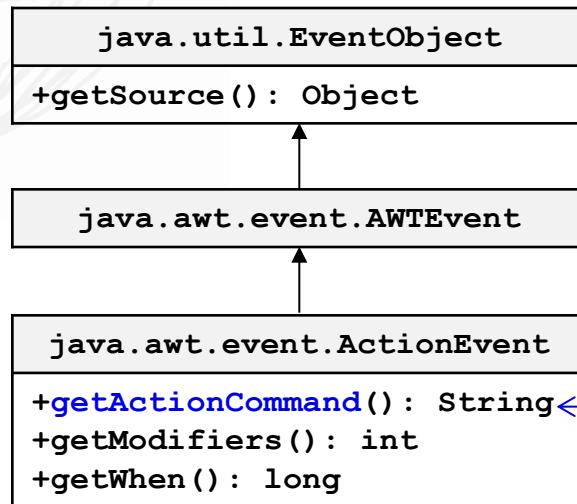 java.util.EventObject
+getSource(): Object
java.awt.event.AWTEvent
java.awt.event.ActionEvent
+getActionCommand(): String
+getModifiers(): int
+getWhen(): long